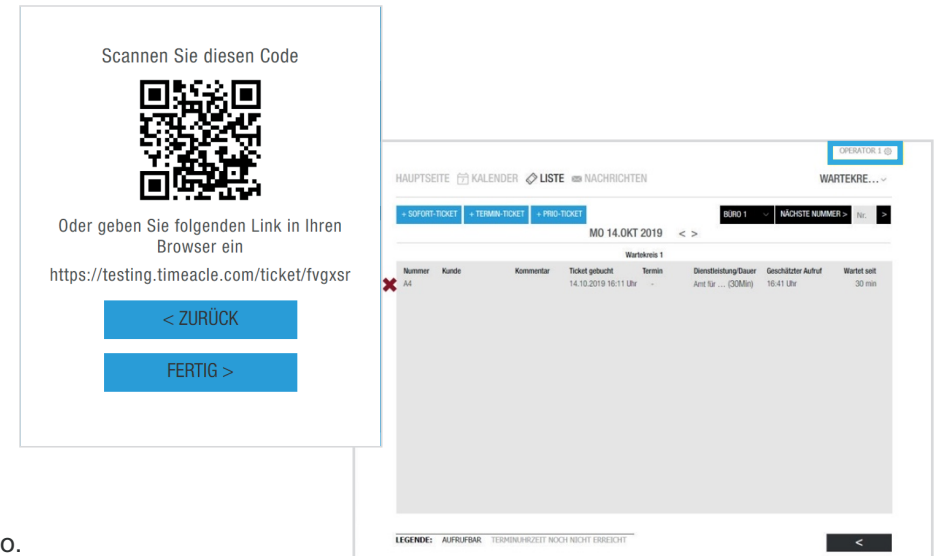 Scannen Sie diesen Code
Oder geben Sie folgenden Link in Ihren
Browser ein
https://testing.timeacle.com/ticket/fvgxsr
< ZURÜCK
FERTIG >
OPERATOR 1
HAUPTSEITE KALENDER LISTE NACHRICHTEN WARTEKRE...
+ SOFORT-TICKET + TERMIN-TICKET + PRIO-TICKET BÜRO 1 NÄCHSTE NUMMER > Nr. >
MO 14.OKT 2019 < >
Wartekreis 1
Nummer Kunde Kommentar Ticket gebucht Termin Dienstleistung/Dauer Geschätzter Aufruf Wartet seit
A4 14.10.2019 16:11 Uhr - Amt für ... (30Min) 16:41 Uhr 30 min
LEGENDE: AUFRUFBAR TERMINUHRZEIT NOCH NICHT ERREICHT <
o.